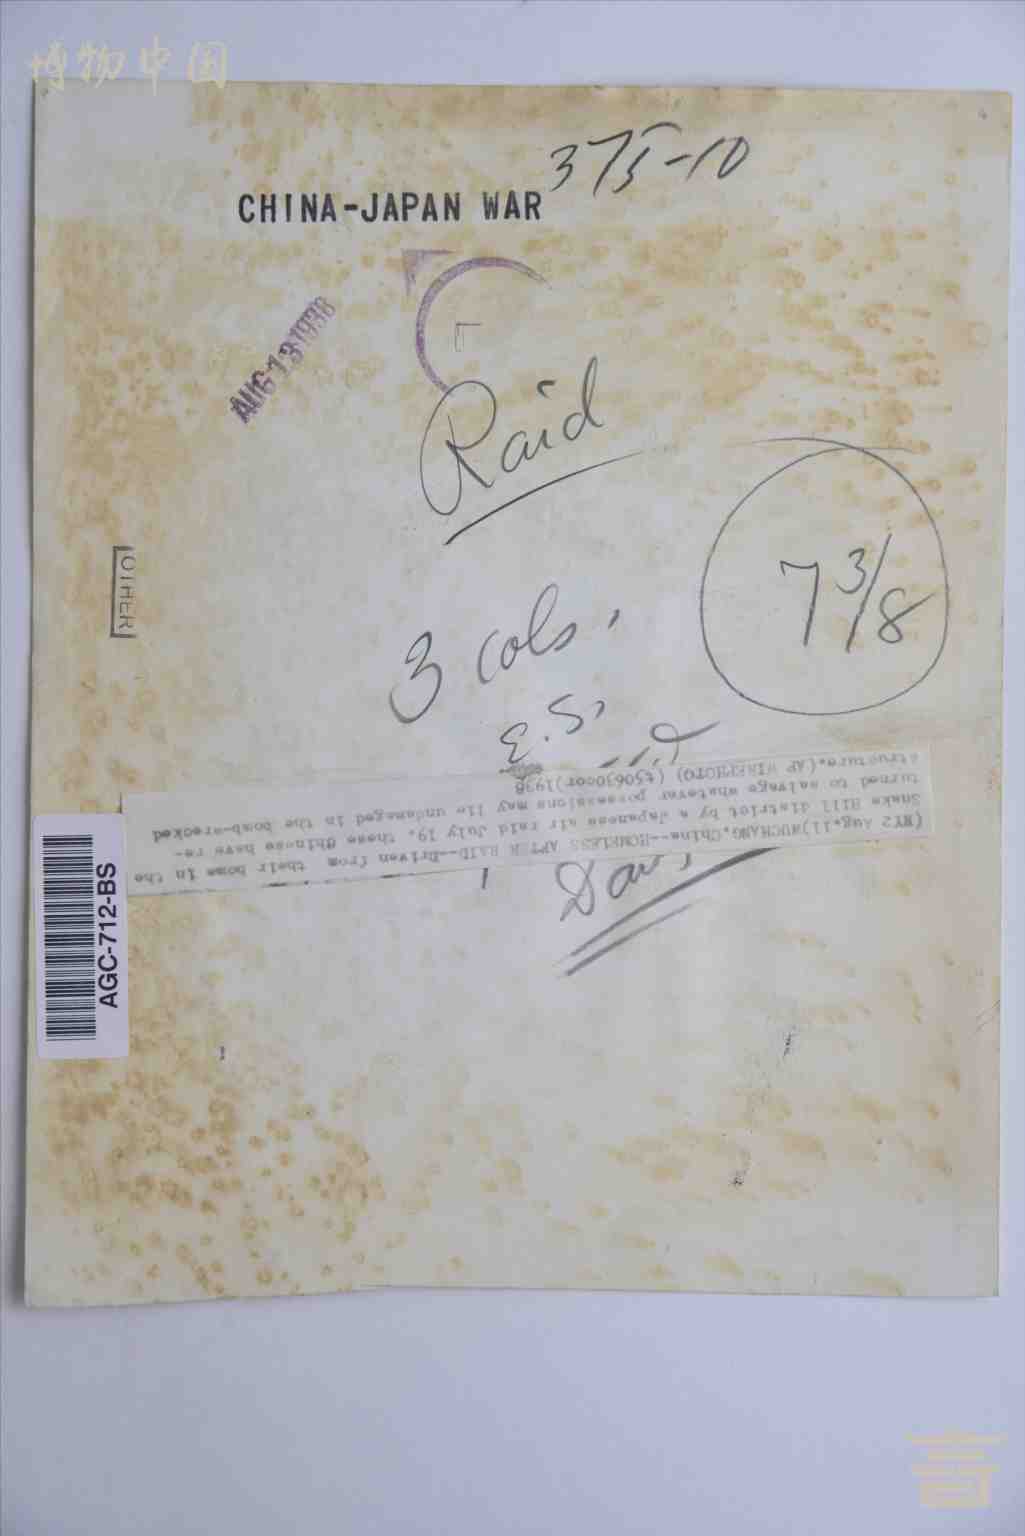 博物中国
375-10
CHINA-JAPAN WAR
AUG 13 1938
Raid
OTHER
7 3/8
3 cols.
E.S.
(NY2 Aug.11)WUCHANG,China--HOMELESS AFTER RAID--Driven from their home in the
Snake Hill district by a Japanese air raid July 19, these Chinese have re-
turned to salvage whatever possessions may lie undamaged in the bomb-wrecked
structure.(AP WIREPHOTO) (t50630cor)1938
AGC-712-BS